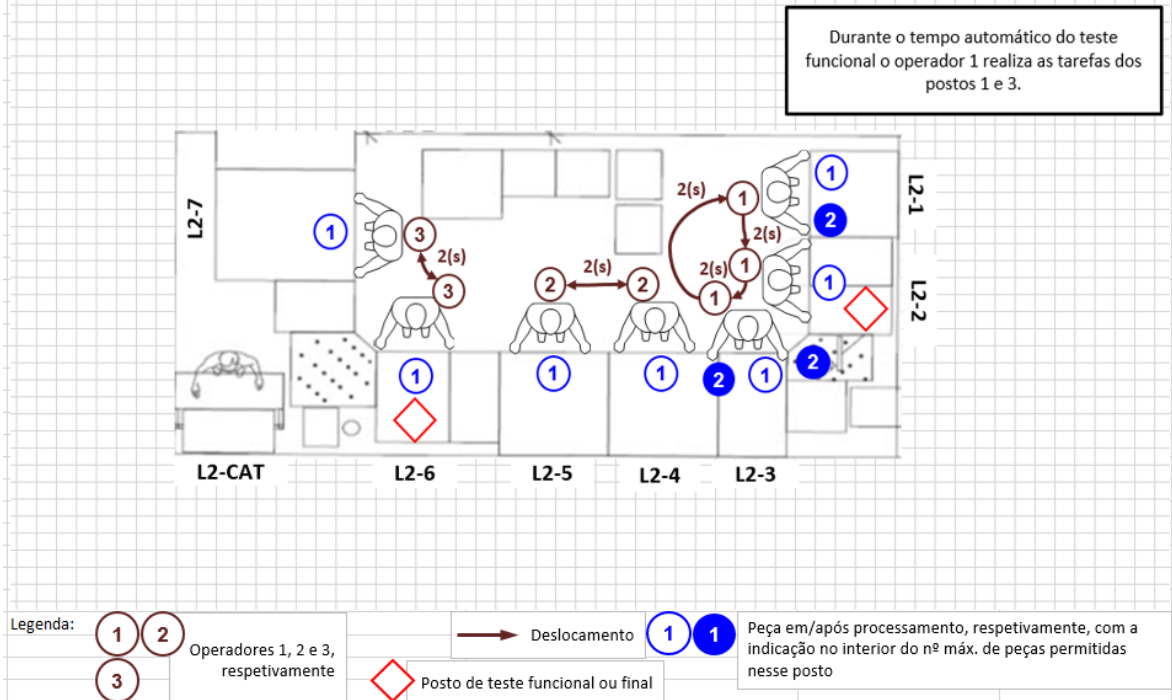 Durante o tempo automático do teste
funcional o operador 1 realiza as tarefas dos
postos 1 e 3.
L2-7
1
3
2(s)
3
1
2
2(s)
2
1
1
2(s)
1
2(s)
1
2(s)
1
1
2
1
2
1
2
L2-1
L2-2
1
L2-CAT
L2-6
L2-5
L2-4
L2-3
Legenda:
1
2
3
Operadores 1, 2 e 3,
respetivamente
Deslocamento
Posto de teste funcional ou final
1
1
Peça em/após processamento, respetivamente, com a
indicação no interior do nº máx. de peças permitidas
nesse posto